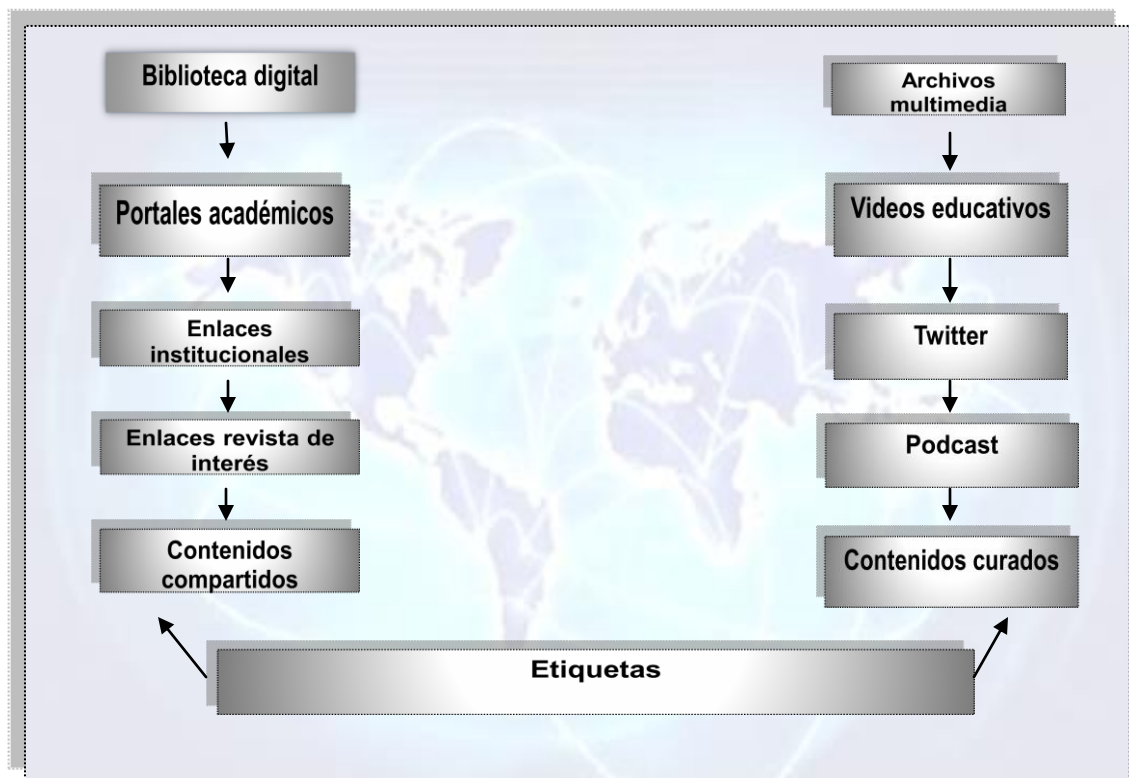 Biblioteca digital
Portales académicos
Enlaces
institucionales
Enlaces revista de
interés
Contenidos
compartidos
Archivos
multimedia
Videos educativos
Twitter
Podcast
Contenidos curados
Etiquetas